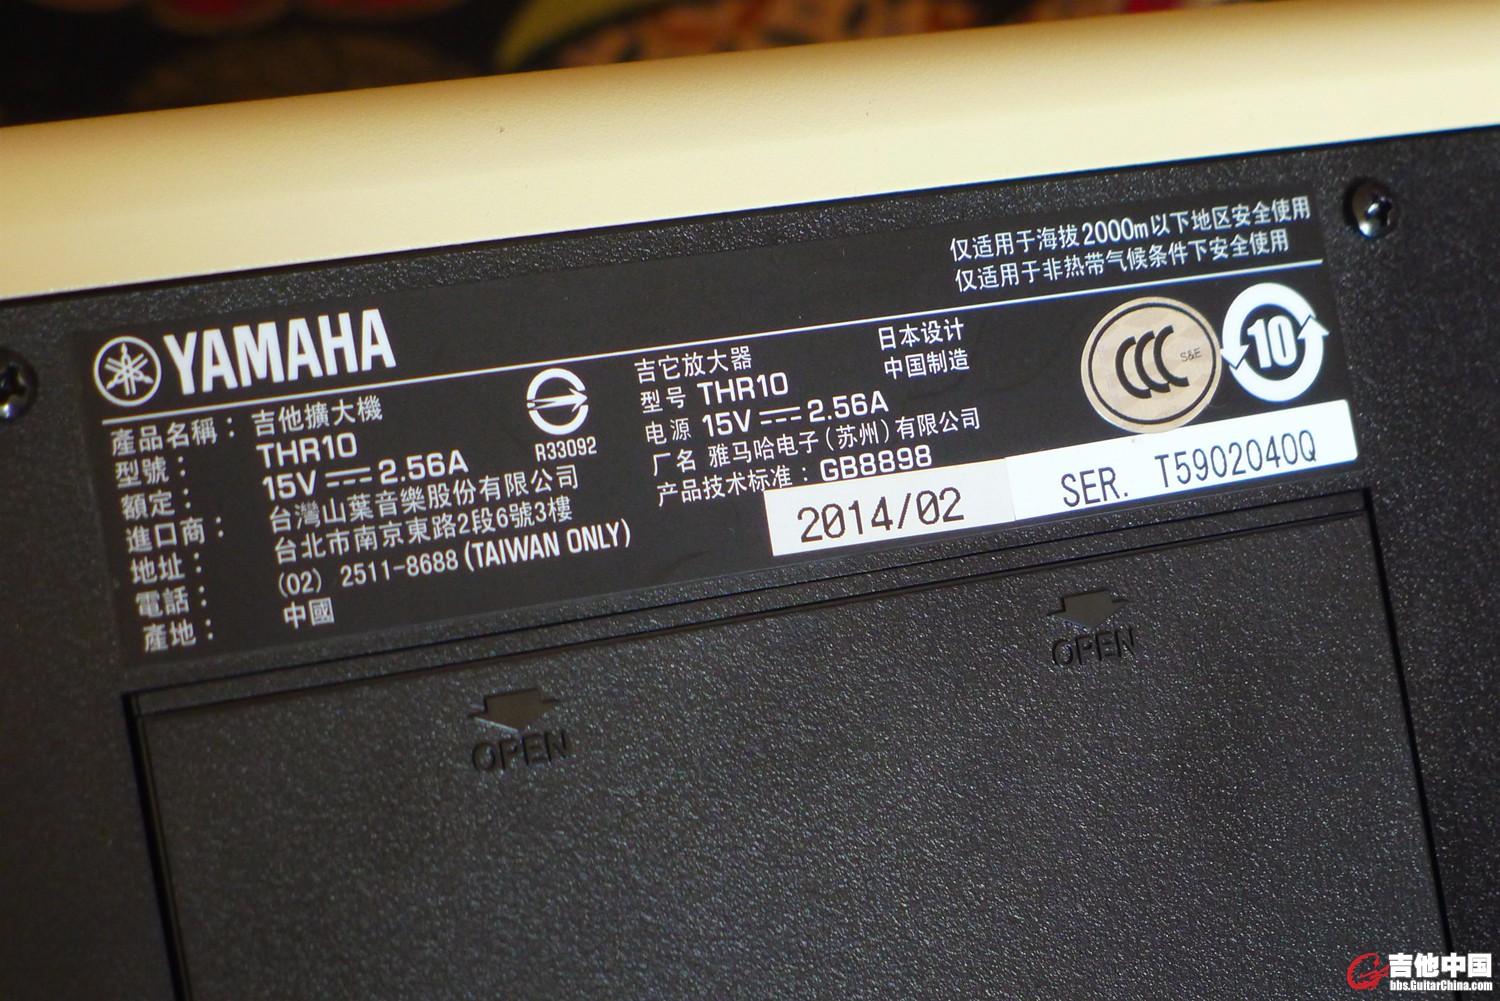 仅适用于海拔2000m以下地区安全使用
仅适用于非热带气候条件下安全使用
YAMAHA
產品名稱： 吉他擴大機
型號： THR10
額定： 15V 2.56A
進口商： 台灣山葉音樂股份有限公司
地址： 台北市南京東路2段6號3樓
電話： (02) 2511-8688 (TAIWAN ONLY)
產地： 中國
R33092
吉它放大器
型号 THR10
电源 15V 2.56A
厂名 雅马哈电子(苏州)有限公司
产品技术标准：GB8898
日本设计
中国制造
CCC S&E
10
2014/02
SER. T5902040Q
OPEN
OPEN
吉他中国
bbs.GuitarChina.com